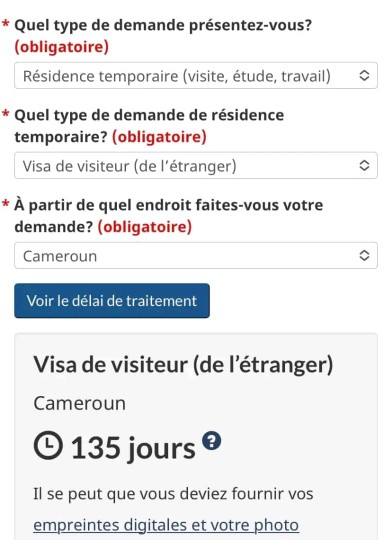 * Quel type de demande présentez-vous?
(obligatoire)
Résidence temporaire (visite, étude, travail)
* Quel type de demande de résidence
temporaire? (obligatoire)
Visa de visiteur (de l’étranger)
* À partir de quel endroit faites-vous votre
demande? (obligatoire)
Cameroun
Voir le délai de traitement
Visa de visiteur (de l’étranger)
Cameroun
135 jours ?
Il se peut que vous deviez fournir vos
empreintes digitales et votre photo